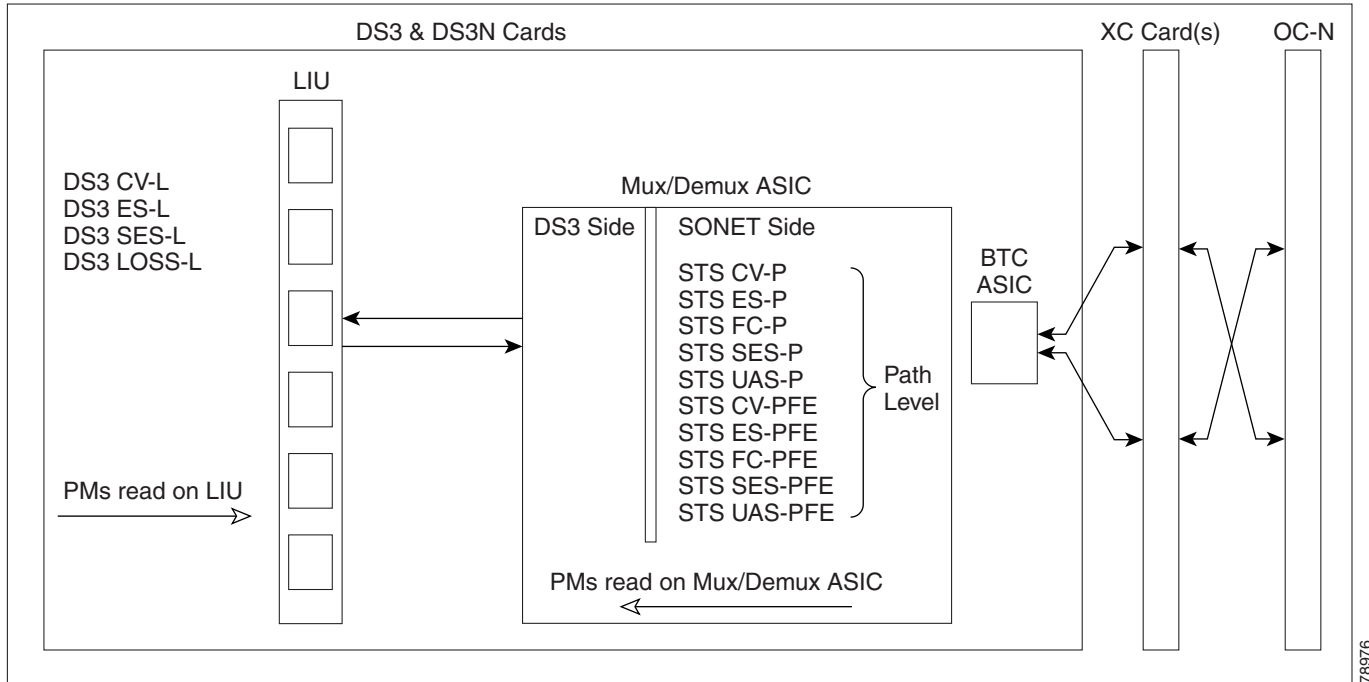 DS3 & DS3N Cards
XC Card(s)
OC-N
LIU
DS3 CV-L
DS3 ES-L
DS3 SES-L
DS3 LOSS-L
Mux/Demux ASIC
DS3 Side
SONET Side
STS CV-P
STS ES-P
STS FC-P
STS SES-P
STS UAS-P
STS CV-PFE
STS ES-PFE
STS FC-PFE
STS SES-PFE
STS UAS-PFE
Path
Level
BTC
ASIC
PMs read on LIU
PMs read on Mux/Demux ASIC
78976